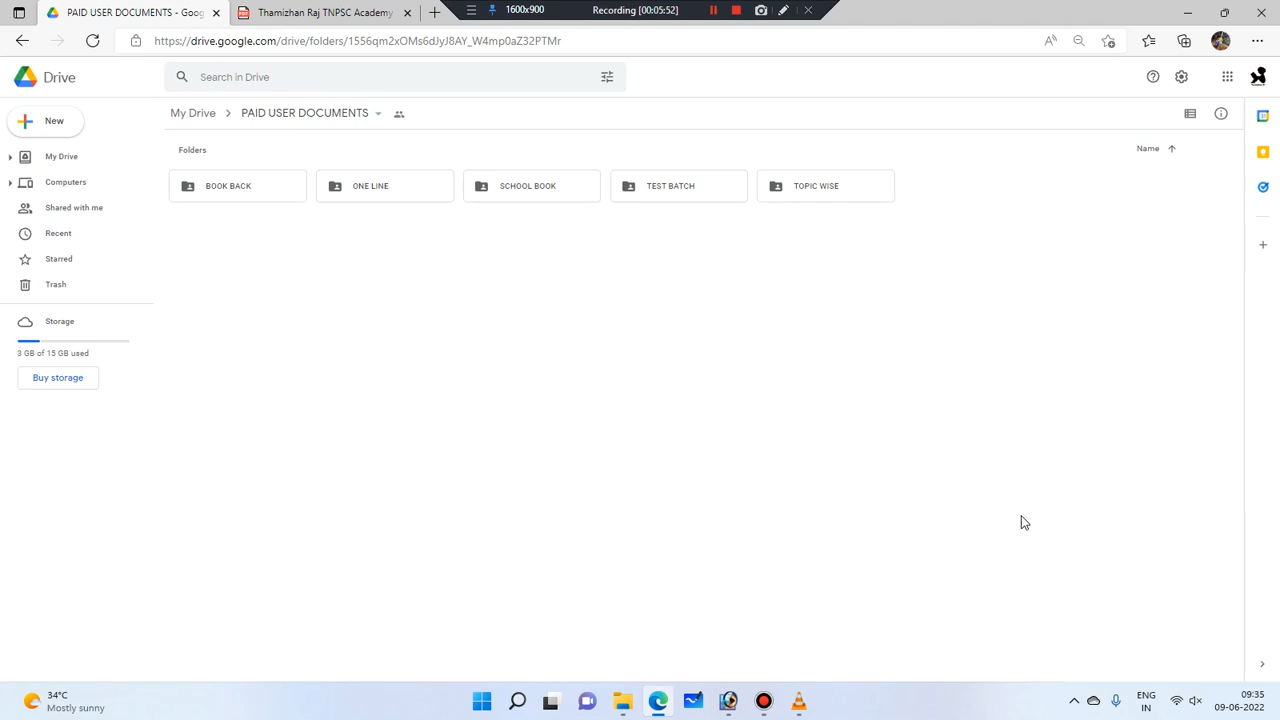 PAID USER DOCUMENTS - Goo
Thamizhan Raj TNPSC Academy
1600x900
Recording [00:05:52]
https://drive.google.com/drive/folders/1556qm2xOMs6dJyJ8AY_W4mp0aZ32PTMr
Drive
Search in Drive
New
My Drive
PAID USER DOCUMENTS
Folders
Name
My Drive
Computers
Shared with me
Recent
Starred
Trash
Storage
3 GB of 15 GB used
Buy storage
BOOK BACK
ONE LINE
SCHOOL BOOK
TEST BATCH
TOPIC WISE
34°C
Mostly sunny
ENG
IN
09:35
09-06-2022